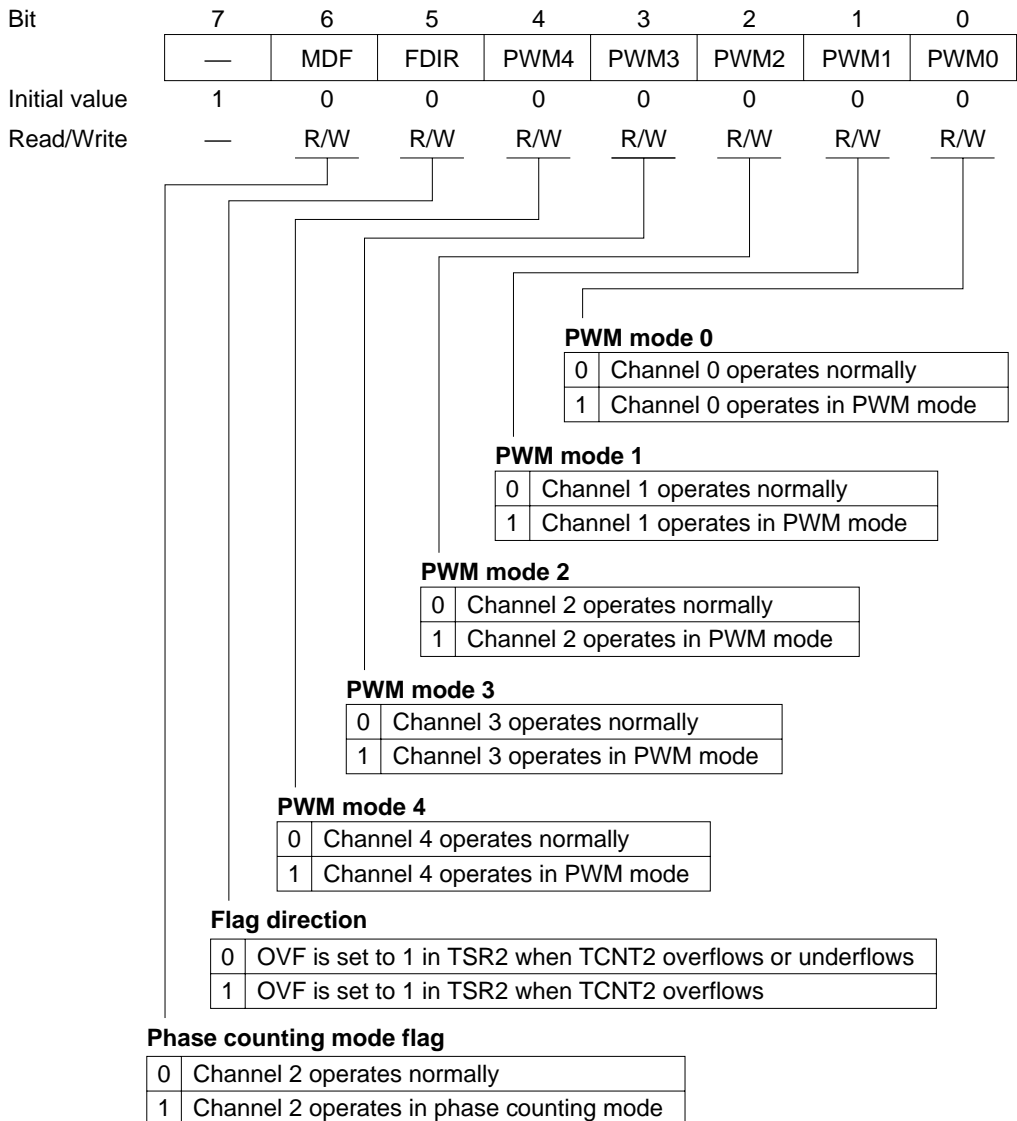 Bit 7 6 5 4 3 2 1 0
— MDF FDIR PWM4 PWM3 PWM2 PWM1 PWM0
Initial value 1 0 0 0 0 0 0 0
Read/Write — R/W R/W R/W R/W R/W R/W R/W
PWM mode 0
0 Channel 0 operates normally
1 Channel 0 operates in PWM mode
PWM mode 1
0 Channel 1 operates normally
1 Channel 1 operates in PWM mode
PWM mode 2
0 Channel 2 operates normally
1 Channel 2 operates in PWM mode
PWM mode 3
0 Channel 3 operates normally
1 Channel 3 operates in PWM mode
PWM mode 4
0 Channel 4 operates normally
1 Channel 4 operates in PWM mode
Flag direction
0 OVF is set to 1 in TSR2 when TCNT2 overflows or underflows
1 OVF is set to 1 in TSR2 when TCNT2 overflows
Phase counting mode flag
0 Channel 2 operates normally
1 Channel 2 operates in phase counting mode